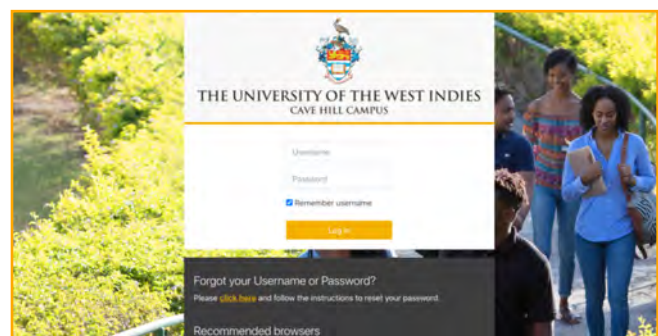 THE UNIVERSITY OF THE WEST INDIES
CAVE HILL CAMPUS
Username
Password
Remember username
Log in
Forgot your Username or Password?
Please click here and follow the instructions to reset your password.
Recommended browsers